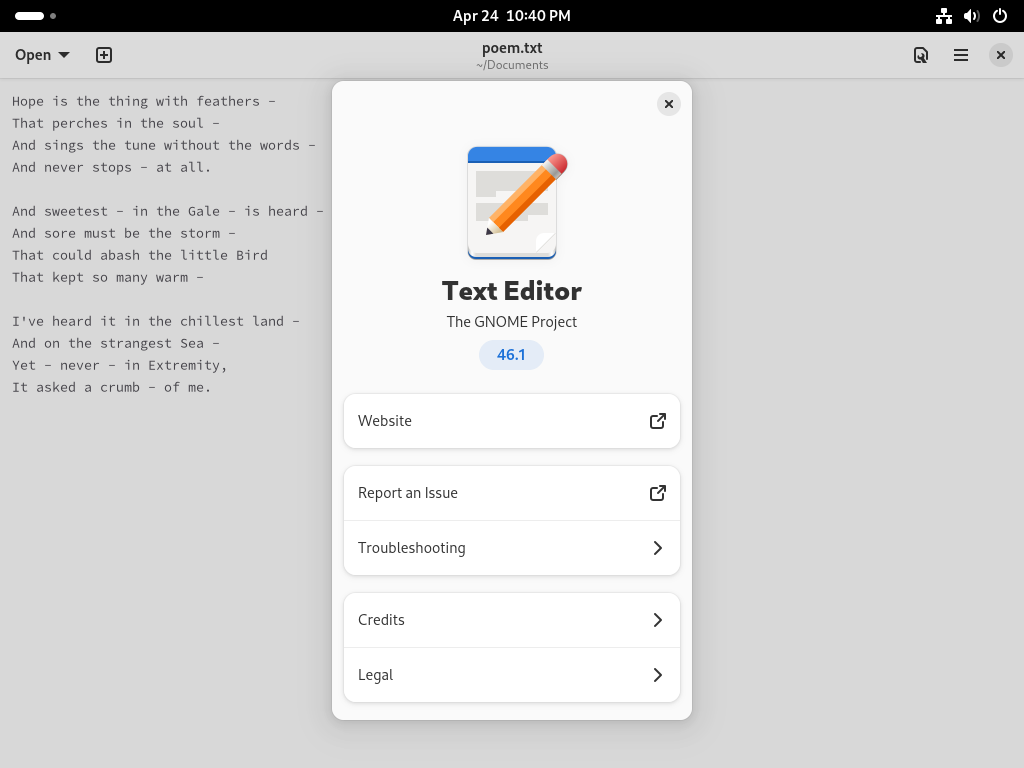 Apr 24  10:40 PM
Open
poem.txt
~/Documents
Hope is the thing with feathers –
That perches in the soul –
And sings the tune without the words –
And never stops – at all.
And sweetest – in the Gale – is heard –
And sore must be the storm –
That could abash the little Bird
That kept so many warm –
I've heard it in the chillest land –
And on the strangest Sea –
Yet – never – in Extremity,
It asked a crumb – of me.
Text Editor
The GNOME Project
46.1
Website
Report an Issue
Troubleshooting
Credits
Legal